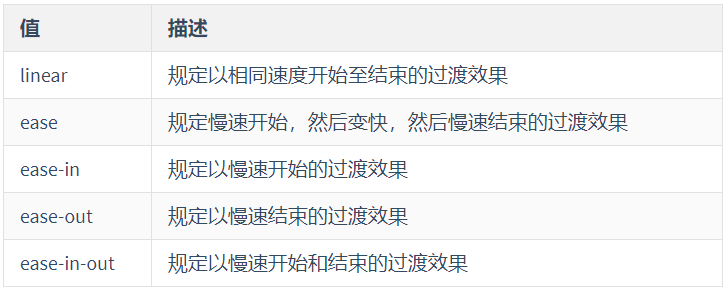 值 描述
linear 规定以相同速度开始至结束的过渡效果
ease 规定慢速开始，然后变快，然后慢速结束的过渡效果
ease-in 规定以慢速开始的过渡效果
ease-out 规定以慢速结束的过渡效果
ease-in-out 规定以慢速开始和结束的过渡效果